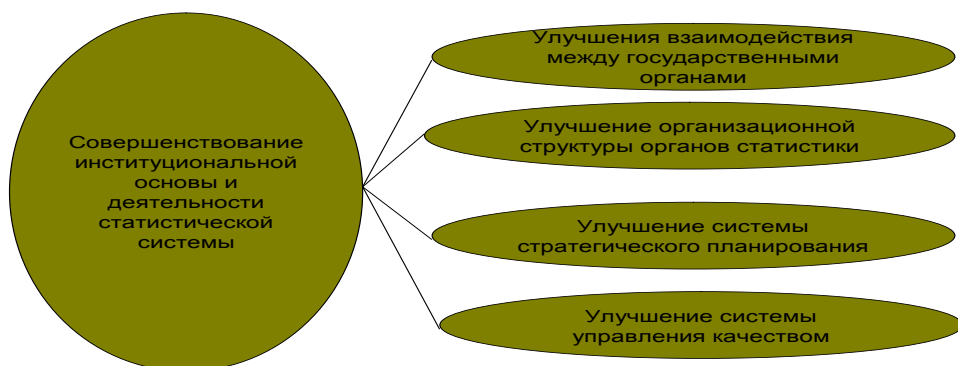 Совершенствование
институциональной
основы и
деятельности
статистической
системы
Улучшения взаимодействия
между государственными
органами
Улучшение организационной
структуры органов статистики
Улучшение системы
стратегического планирования
Улучшение системы
управления качеством